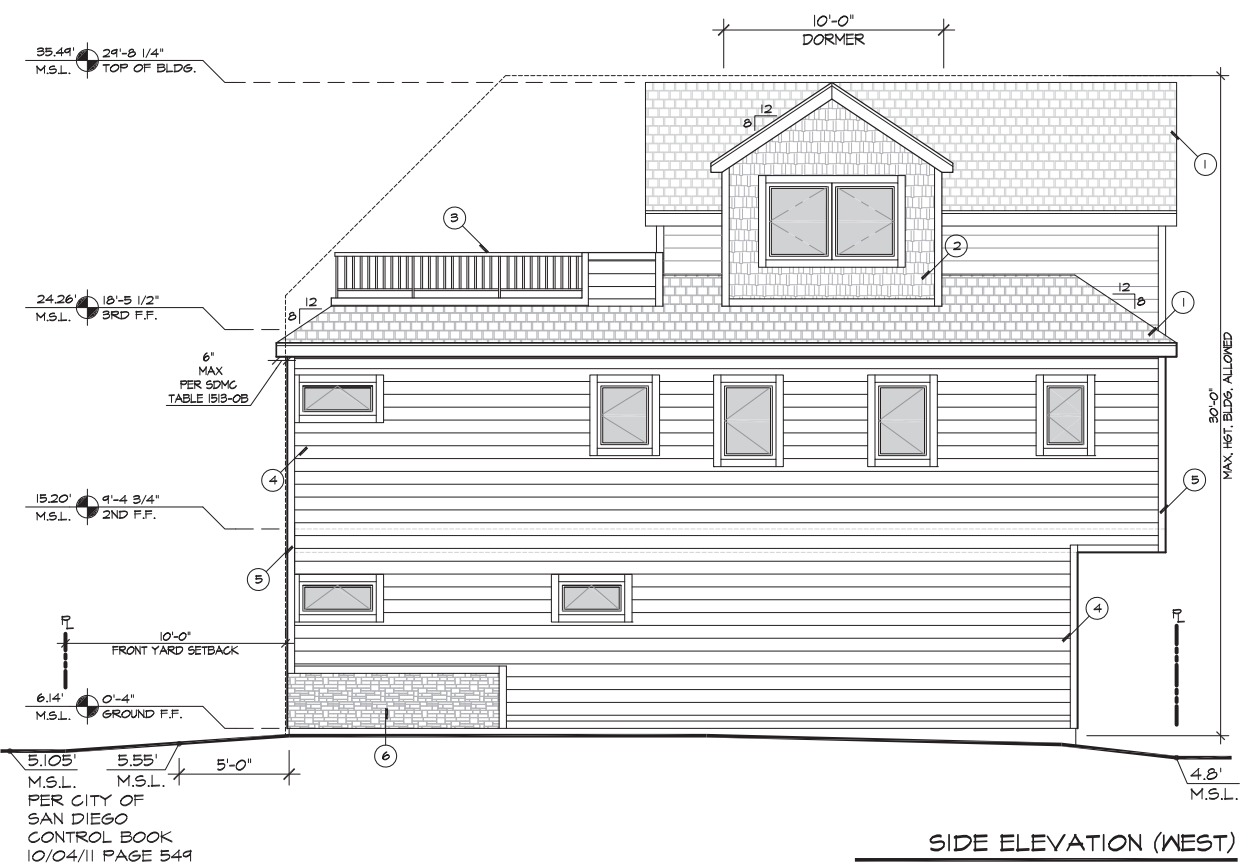 10'-0"
DORMER
35.49' 29'-8 1/4"
M.S.L. TOP OF BLDG.
12
8
1
3
2
24.26' 18'-5 1/2"
M.S.L. 3RD F.F.
12
8
12
8
1
6"
MAX
PER SDMC
TABLE 1513-0B
30'-0"
MAX. HGT. BLDG. ALLOWED
4
5
15.20' 9'-4 3/4"
M.S.L. 2ND F.F.
5
4
PL
10'-0"
FRONT YARD SETBACK
PL
6.14' 0'-4"
M.S.L. GROUND F.F.
6
5.105' 5.55' 5'-0"
M.S.L. M.S.L.
PER CITY OF
SAN DIEGO
CONTROL BOOK
10/04/11 PAGE 549
4.8'
M.S.L.
SIDE ELEVATION (WEST)